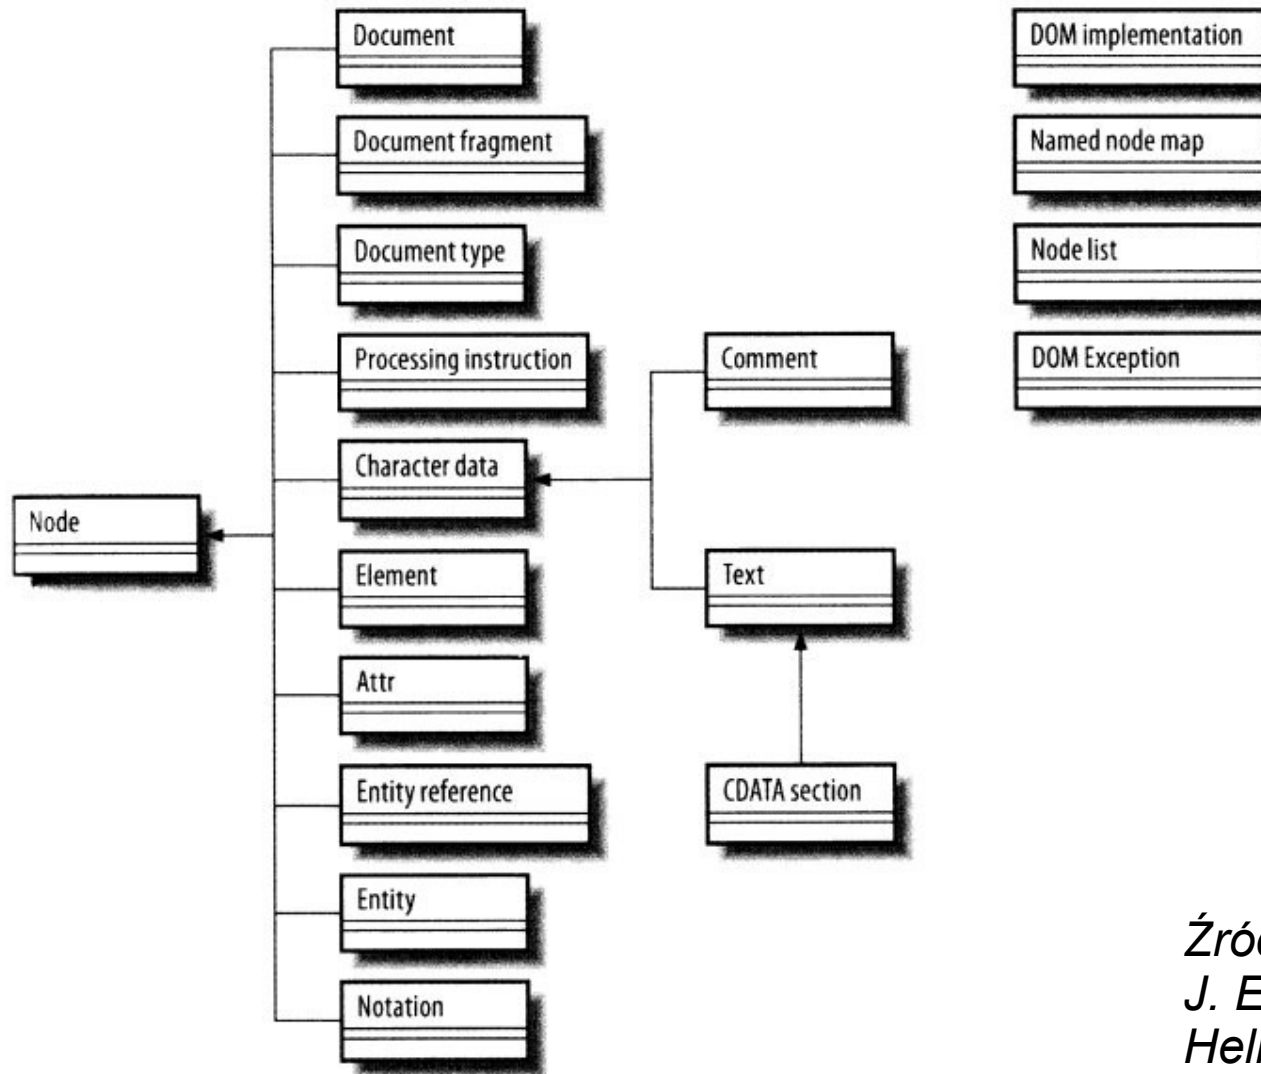 Document
Document fragment
Document type
Processing instruction
Character data
Node
Element
Attr
Entity reference
Entity
Notation
Comment
Text
CDATA section
DOM implementation
Named node map
Node list
DOM Exception
J. E